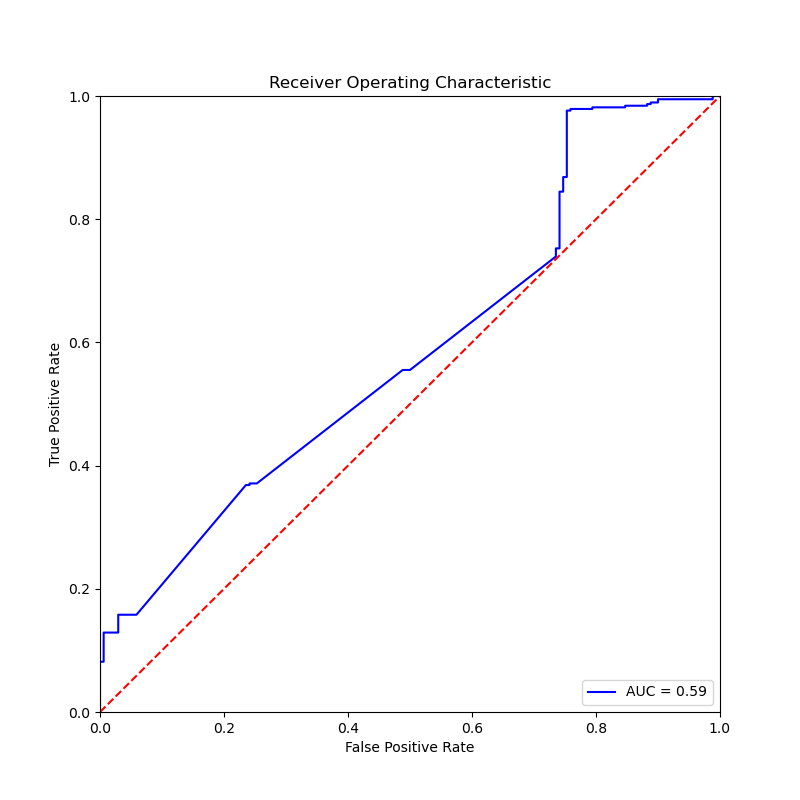 Receiver Operating Characteristic
True Positive Rate
1.0
0.8
0.6
0.4
0.2
0.0
0.0 0.2 0.4 0.6 0.8 1.0
False Positive Rate
AUC = 0.59